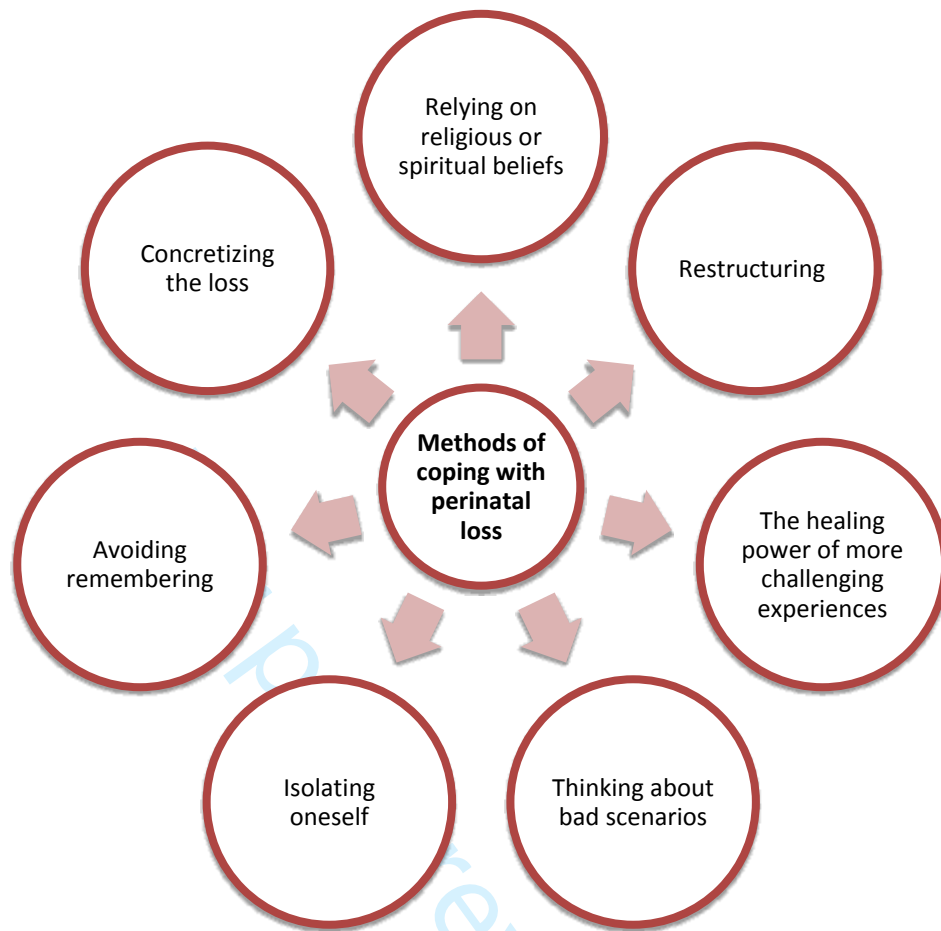 Relying on
religious or
spiritual beliefs
Restructuring
The healing
power of more
challenging
experiences
Thinking about
bad scenarios
Isolating
oneself
Avoiding
remembering
Concretizing
the loss
Methods of
coping with
perinatal
loss